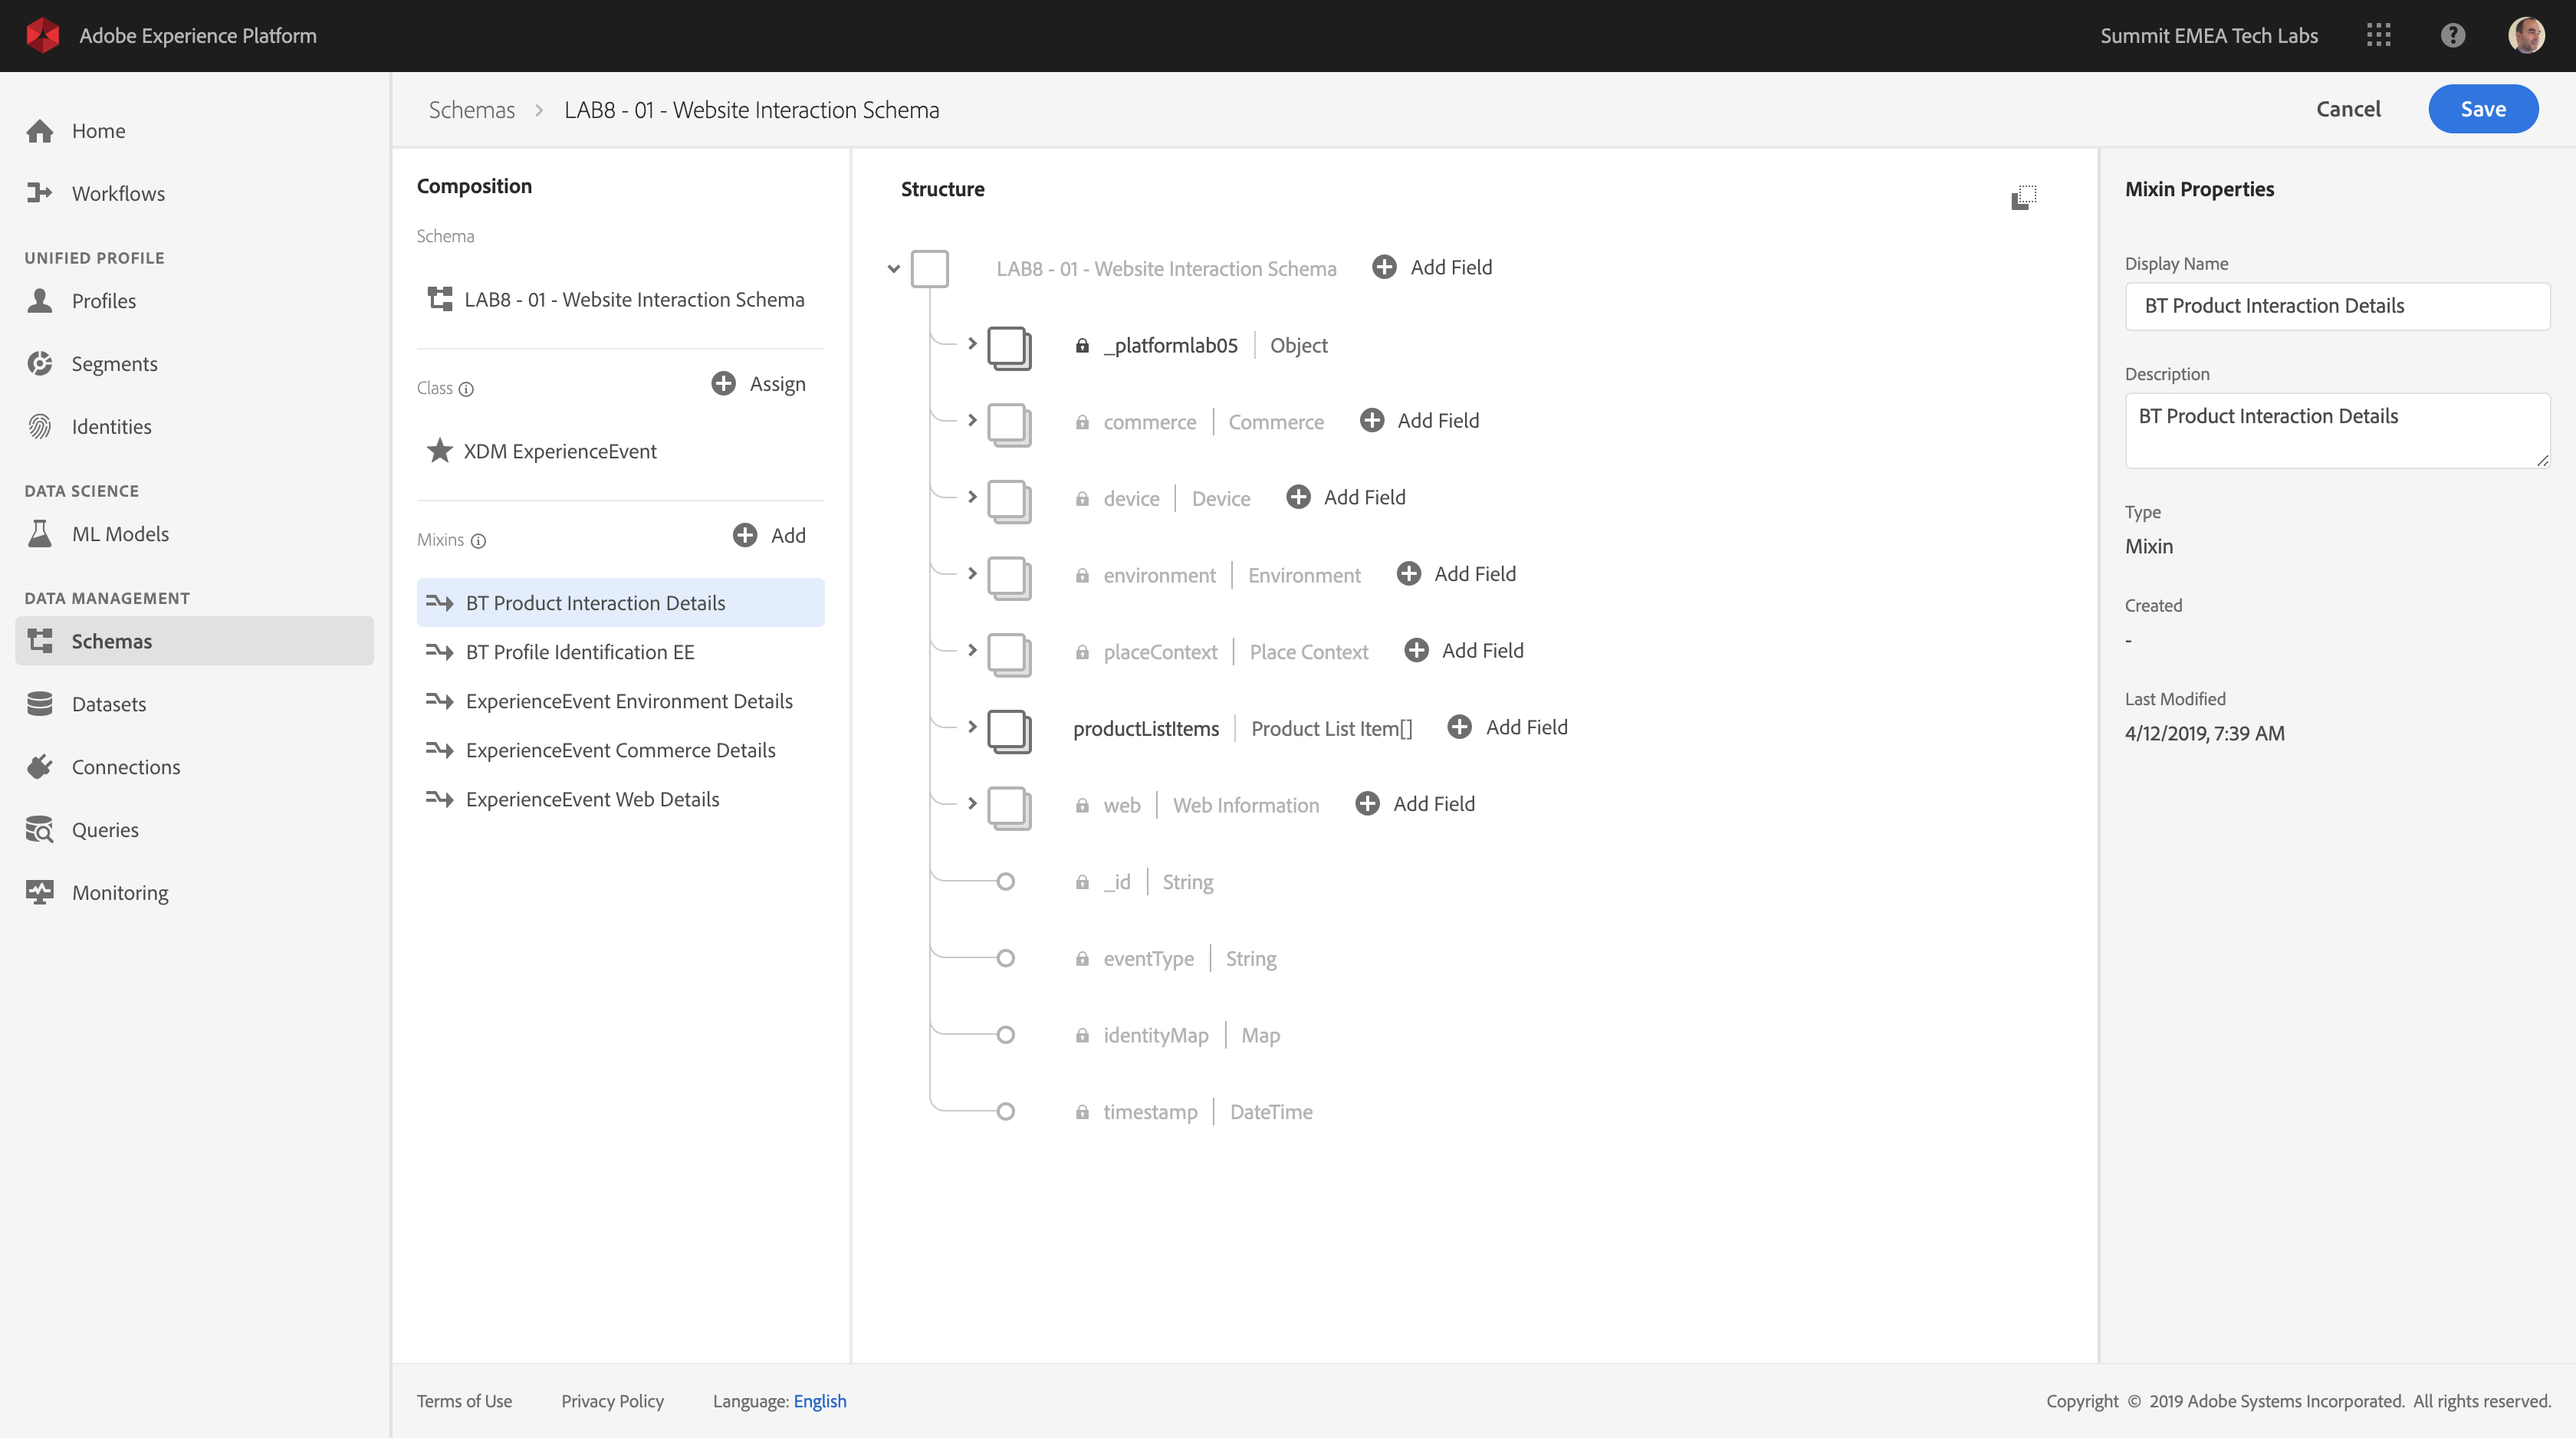 Adobe Experience Platform
Summit EMEA Tech Labs
Home
Workflows
UNIFIED PROFILE
Profiles
Segments
Identities
DATA SCIENCE
ML Models
DATA MANAGEMENT
Schemas
Datasets
Connections
Queries
Monitoring
Schemas > LAB8 - 01 - Website Interaction Schema
Cancel
Save
Composition
Schema
LAB8 - 01 - Website Interaction Schema
Class
Assign
XDM ExperienceEvent
Mixins
Add
BT Product Interaction Details
BT Profile Identification EE
ExperienceEvent Environment Details
ExperienceEvent Commerce Details
ExperienceEvent Web Details
Structure
LAB8 - 01 - Website Interaction Schema Add Field
_platformlab05 | Object
commerce | Commerce Add Field
device | Device Add Field
environment | Environment Add Field
placeContext | Place Context Add Field
productListItems | Product List Item[] Add Field
web | Web Information Add Field
_id | String
eventType | String
identityMap | Map
timestamp | DateTime
Mixin Properties
Display Name
BT Product Interaction Details
Description
BT Product Interaction Details
Type
Mixin
Created
-
Last Modified
4/12/2019, 7:39 AM
Terms of Use Privacy Policy Language: English
Copyright © 2019 Adobe Systems Incorporated. All rights reserved.